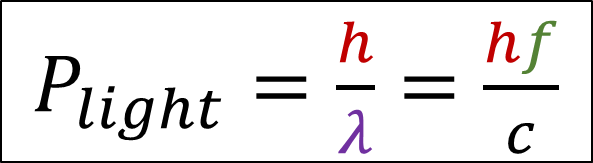 P_light = h/λ = hf/c